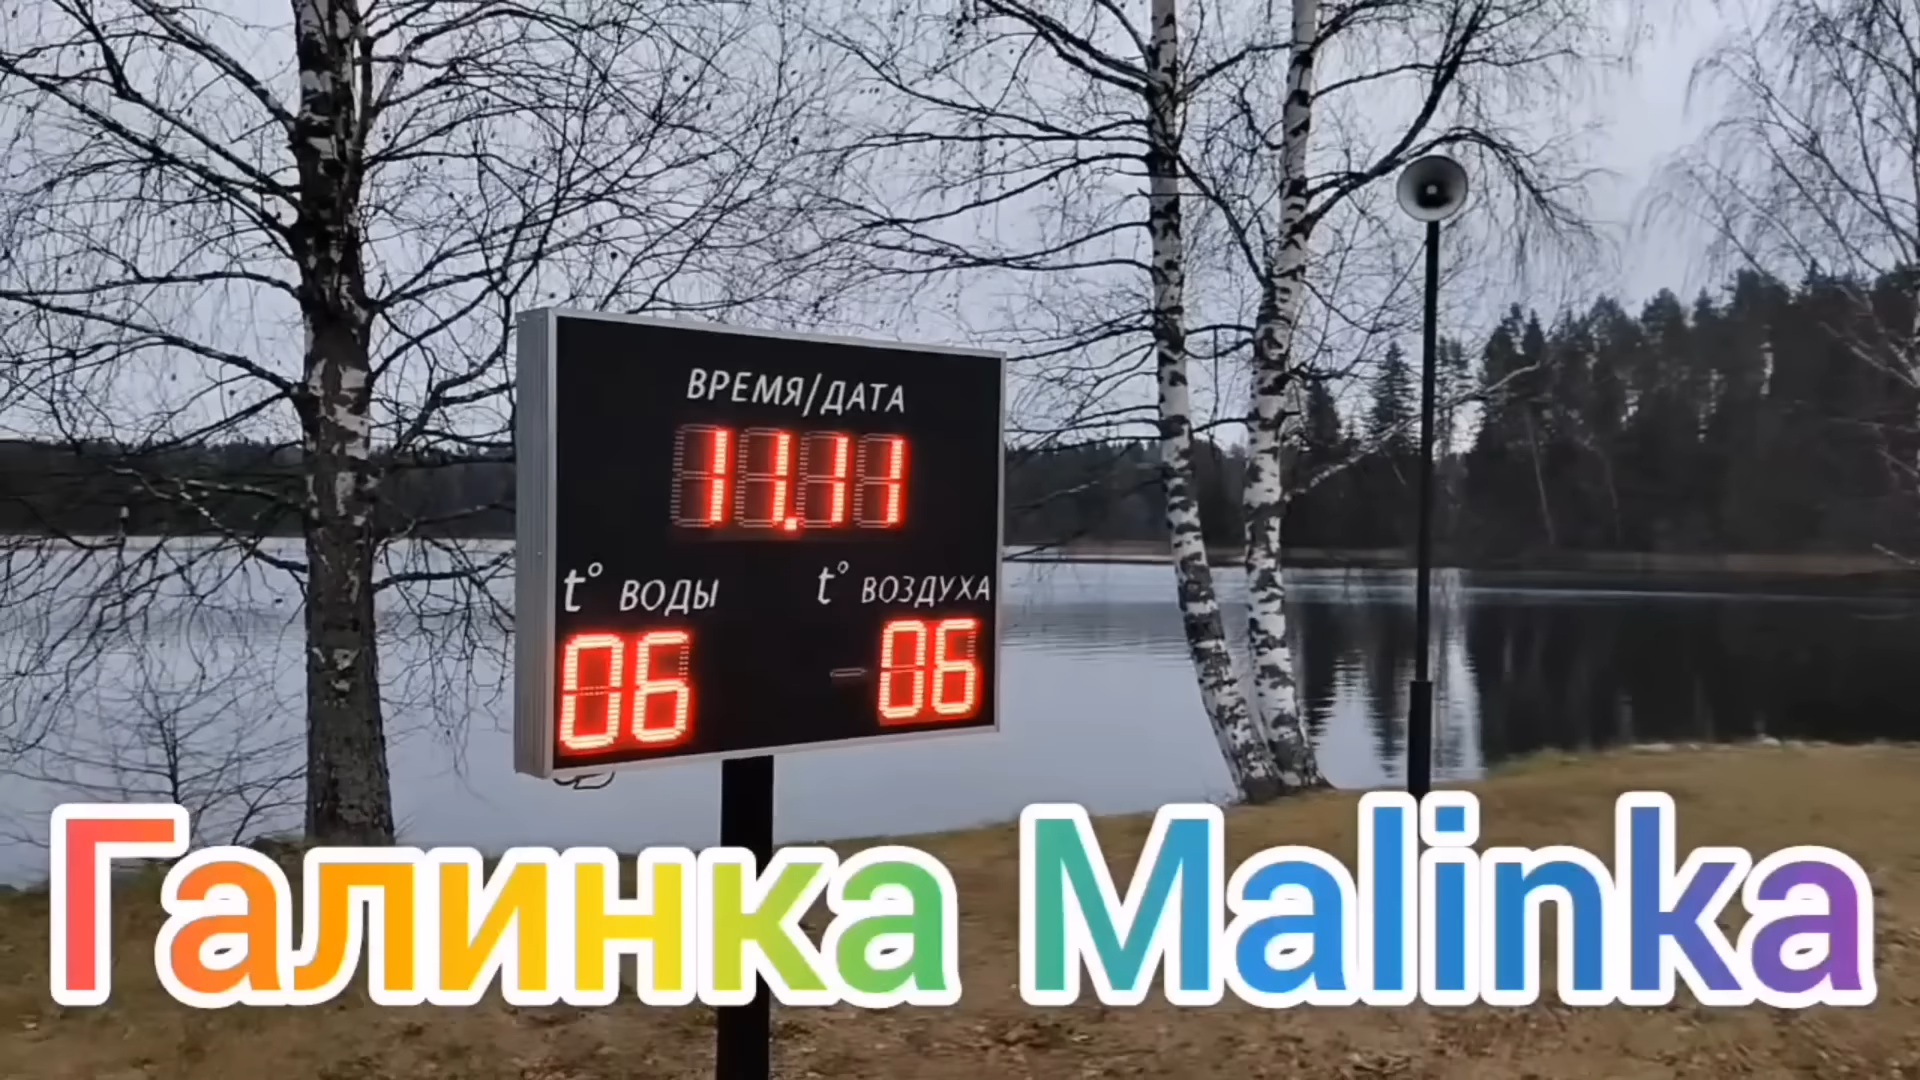 ВРЕМЯ/ДАТА
11.11
t° ВОДЫ
t° ВОЗДУХА
06
06
Галинка Malinka